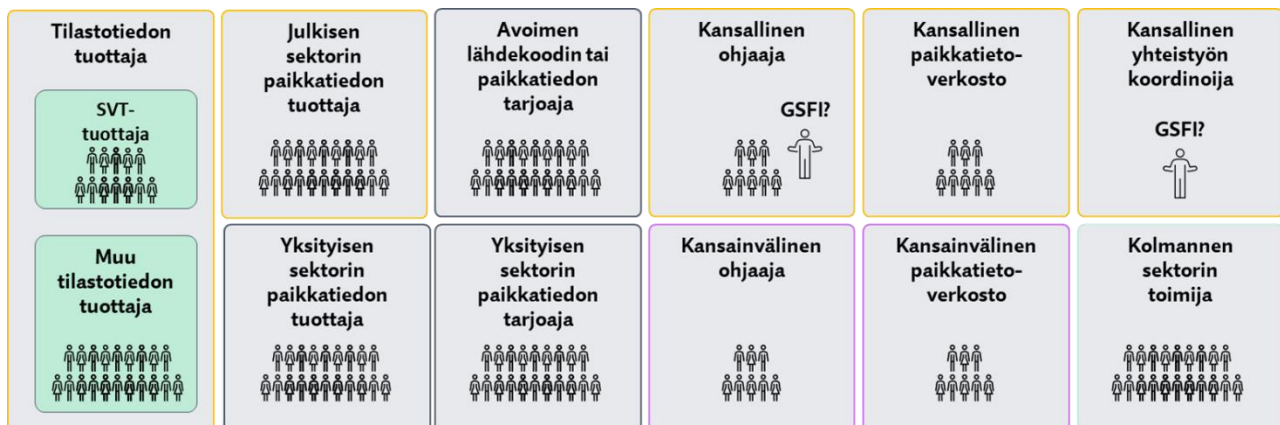 Tilastotiedon
tuottaja
SVT-
tuottaja
Muu
tilastotiedon
tuottaja
Julkisen
sektorin
paikkatiedon
tuottaja
Avoimen
lähdekoodin tai
paikkatiedon
tarjoaja
Kansallinen
ohjaaja
GSFI?
Kansallinen
paikkatieto-
verkosto
Kansallinen
yhteistyön
koordinoija
GSFI?
Yksityisen
sektorin
paikkatiedon
tuottaja
Yksityisen
sektorin
paikkatiedon
tarjoaja
Kansainvälinen
ohjaaja
Kansainvälinen
paikkatieto-
verkosto
Kolmannen
sektorin
toimija